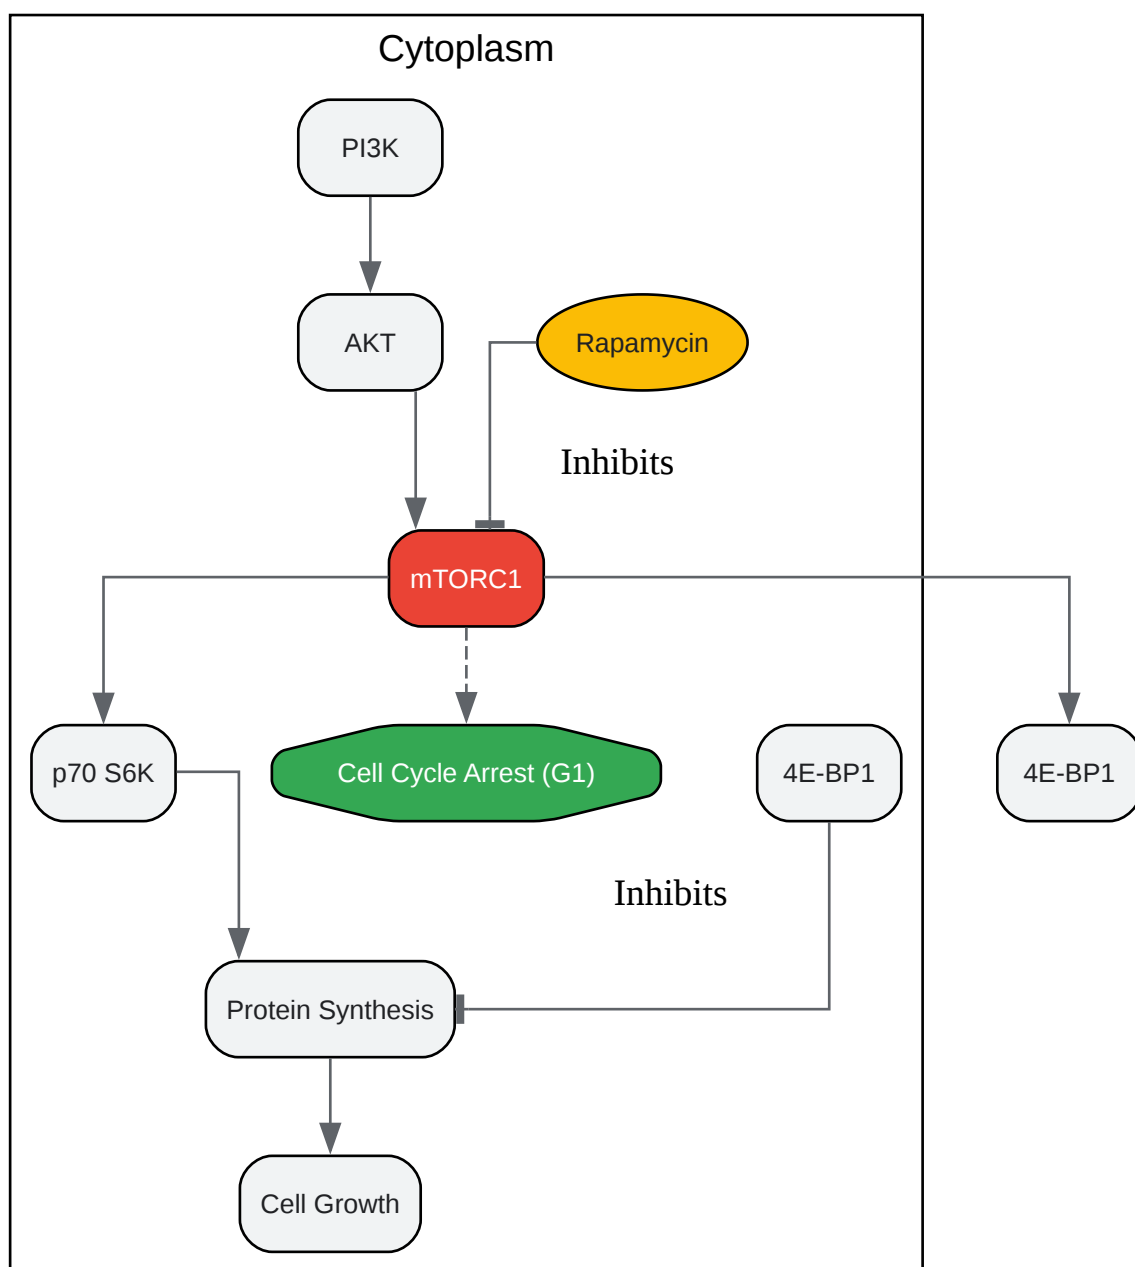 Cytoplasm
PI3K
AKT
Rapamycin
Inhibits
mTORC1
p70 S6K
Cell Cycle Arrest (G1)
4E-BP1
4E-BP1
Inhibits
Protein Synthesis
Cell Growth